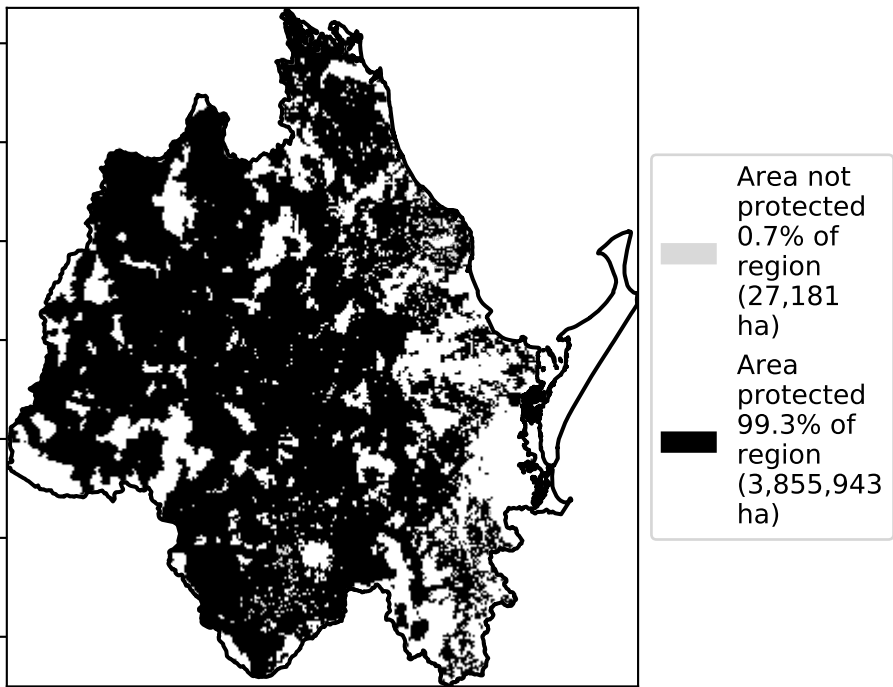 Area not
protected
0.7% of
region
(27,181
ha)
Area
protected
99.3% of
region
(3,855,943
ha)